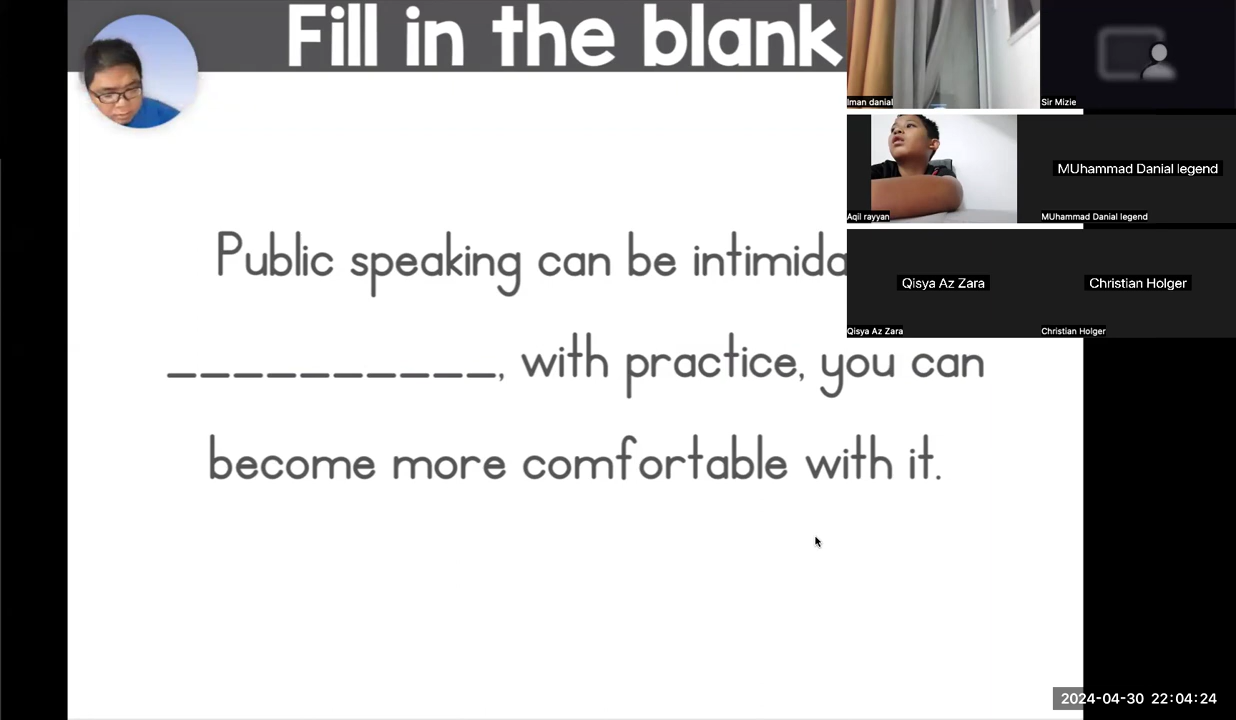 Fill in the blank
Iman danial
Sir Mizie
MUhammad Danial legend
Aqil rayyan
MUhammad Danial legend
Public speaking can be intimida
Qisya Az Zara
Christian Holger
Qisya Az Zara
Christian Holger
__________, with practice, you can
become more comfortable with it.
2024-04-30 22:04:24